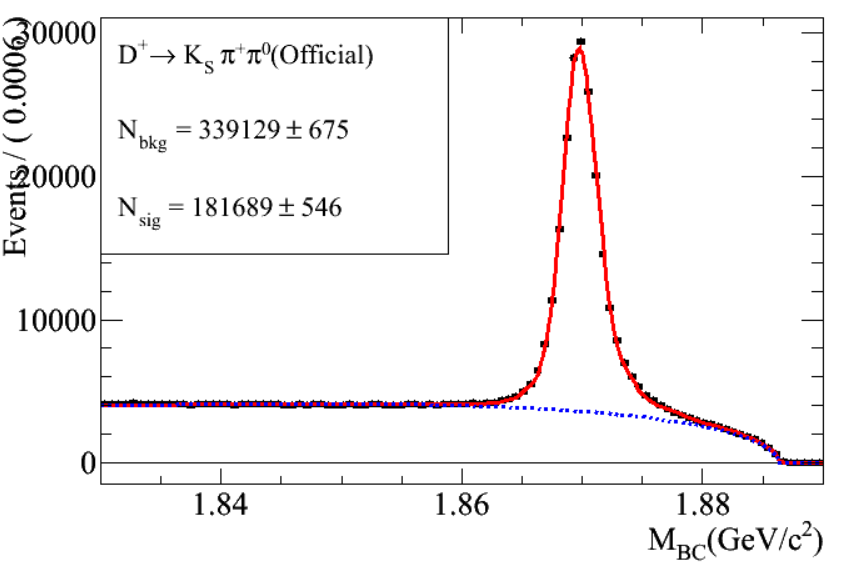 D⁺→ K_S π⁺π⁰(Official)
N_bkg = 339129 ± 675
N_sig = 181689 ± 546
Events / ( 0.0006 )
30000
20000
10000
0
1.84 1.86 1.88
M_BC(GeV/c²)